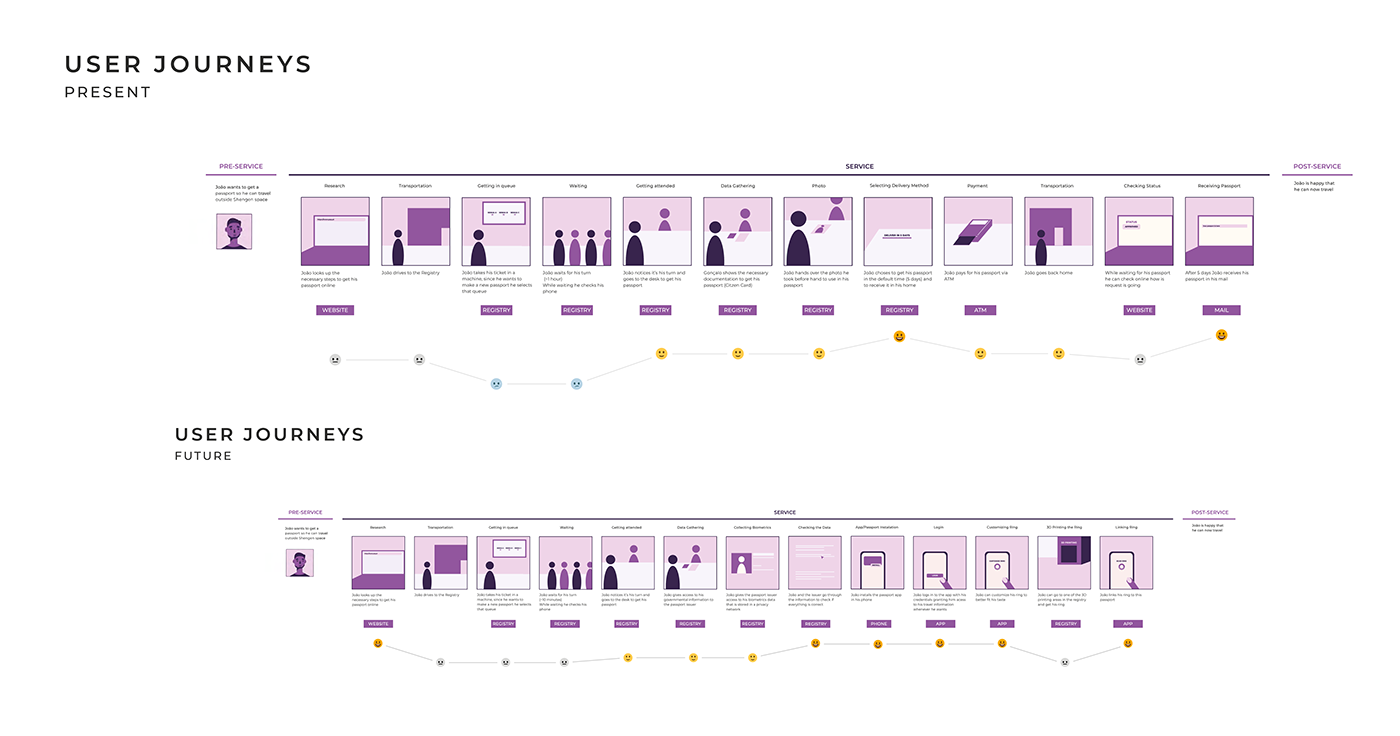 USER JOURNEYS
PRESENT
PRE-SERVICE
SERVICE
POST-SERVICE
João wants to get a
passport so he can travel
outside Shengen space
João is happy that
he can now travel
Research
Transportation
Getting in queue
Waiting
Getting attended
Data Gathering
Photo
Selecting Delivery Method
Payment
Transportation
Checking Status
Receiving Passport
STATUS
João looks up the
necessary steps to get his
passport online
João drives to the Registry
João takes his ticket in a
machine, since he wants to
make a new passport he selects
that queue
João waits for his turn
(>1 hour)
While waiting he checks his
phone
João notices it's his turn and
goes to the desk to get his
passport
Gonçalo shows the necessary
documentation to get his
passport (Citizen Card)
João hands over the photo he
took before hand to use in his
passport
João choses to get his passport
in the default time (5 days) and
to receive it in his home
João pays for his passport via
ATM
João goes back home
While waiting for his passport
he can check online how is
request is going
After 5 days João receives his
passport in his mail
WEBSITE
REGISTRY
REGISTRY
REGISTRY
REGISTRY
REGISTRY
REGISTRY
ATM
WEBSITE
MAIL
USER JOURNEYS
FUTURE
PRE-SERVICE
SERVICE
POST-SERVICE
João wants to get a
passport so he can travel
outside Shengen space
João is happy that
he can now travel
Research
Transportation
Getting in queue
Waiting
Getting attended
Data Gathering
Collecting Biometrics
Checking the Data
App/Passport Instalation
Login
Customizing Ring
3D Printing the Ring
Linking Ring
João looks up the
necessary steps to get his
passport online
João drives to the Registry
João takes his ticket in a
machine, since he wants to
make a new passport he selects
that queue
João waits for his turn
(~10 minutes)
While waiting he checks his
phone
João notices it's his turn and
goes to the desk to get his
passport
João gives access to his
governmental information to
the passport issuer
João gives the passport issuer
access to his biometrics data
that is stored in a privacy
network
João and the issuer go through
the information to check if
everything is correct
João installs the passport app
in his phone
João logs in to the app with his
credentials granting him acess
to his travel information
whenever he wants
João can customize his ring to
better fit his taste
João can go to one of the 3D
printing areas in the registry
and get his ring
João links his ring to his
passport
WEBSITE
REGISTRY
REGISTRY
REGISTRY
REGISTRY
REGISTRY
REGISTRY
PHONE
APP
APP
REGISTRY
APP